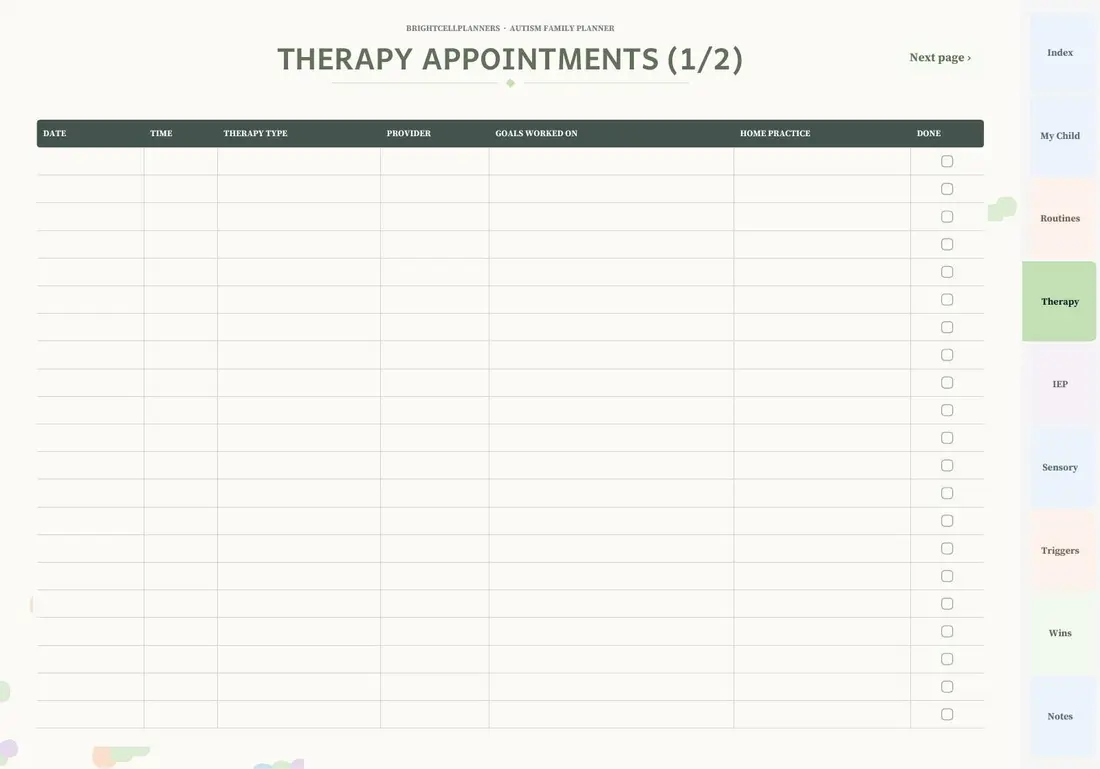 BRIGHTCELLPLANNERS · AUTISM FAMILY PLANNER
THERAPY APPOINTMENTS (1/2)
Next page ›
DATE TIME THERAPY TYPE PROVIDER GOALS WORKED ON HOME PRACTICE DONE
Index
My Child
Routines
Therapy
IEP
Sensory
Triggers
Wins
Notes